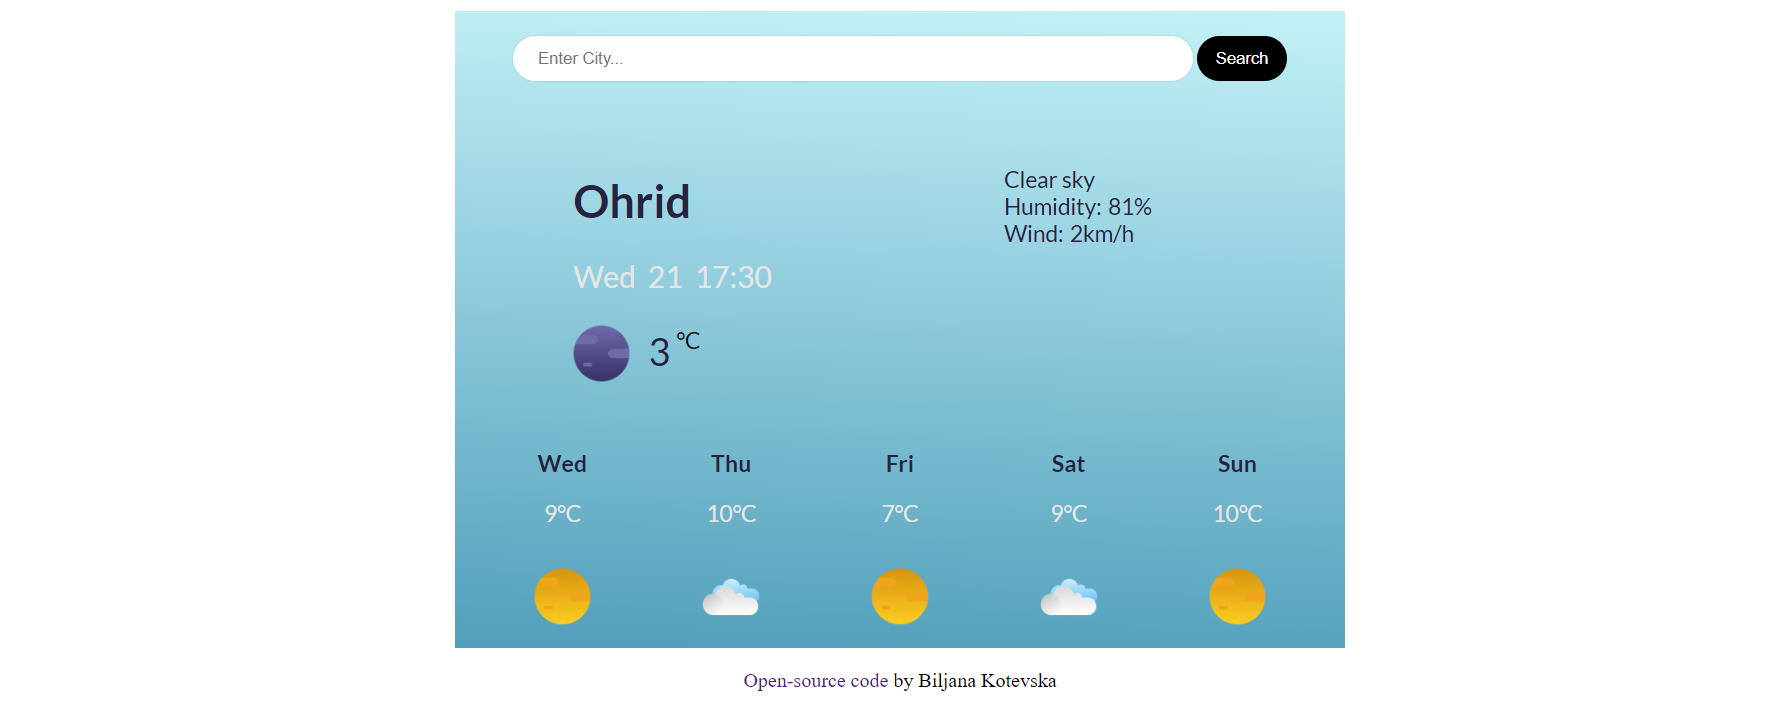 Enter City...
Search
Ohrid
Clear sky
Humidity: 81%
Wind: 2km/h
Wed 21 17:30
3 °C
Wed Thu Fri Sat Sun
9°C 10°C 7°C 9°C 10°C
Open-source code by Biljana Kotevska